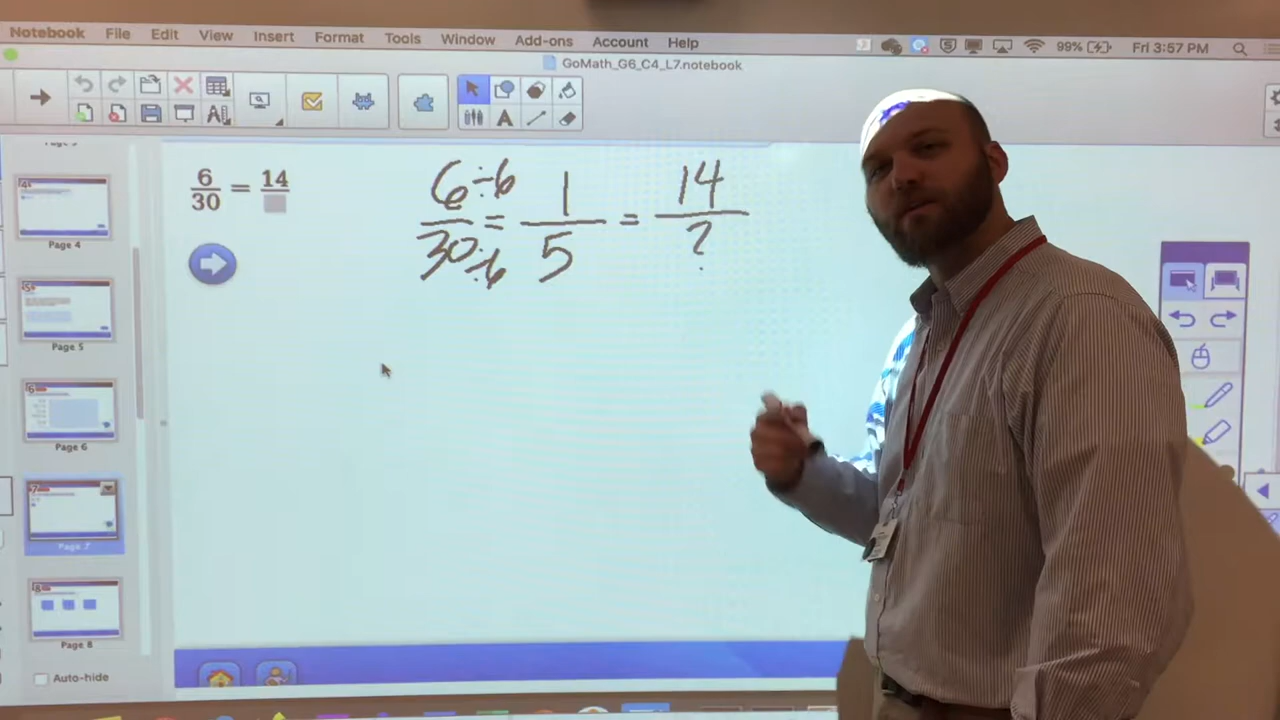 Notebook File Edit View Insert Format Tools Window Add-ons Account Help 99% Fri 3:57 PM
GoMath_G6_C4_L7.notebook
Page 4
Page 5
Page 6
Page 7
Page 8
Auto-hide
6/30 = 14/
6÷6/30÷6 = 1/5 = 14/?